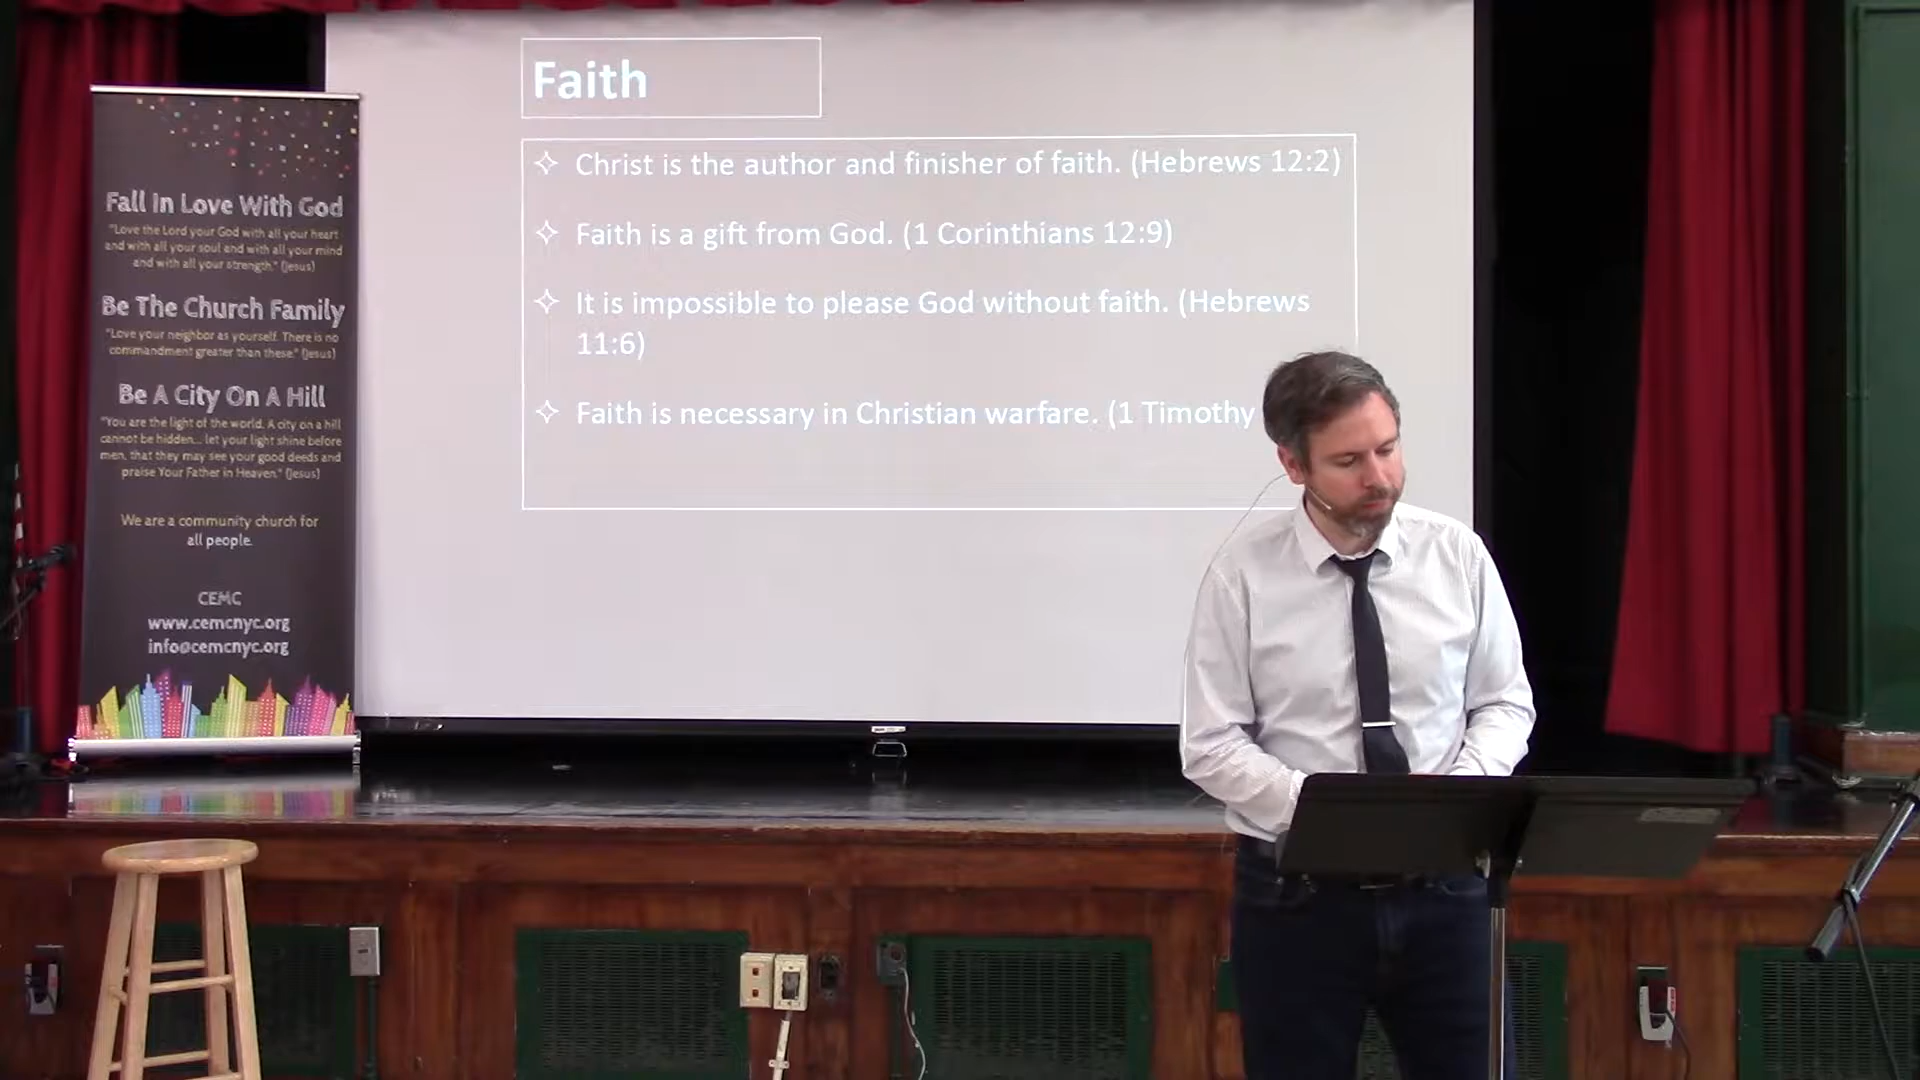 Faith
Christ is the author and finisher of faith. (Hebrews 12:2)
Faith is a gift from God. (1 Corinthians 12:9)
It is impossible to please God without faith. (Hebrews
11:6)
Faith is necessary in Christian warfare. (1 Timothy
Fall In Love With God
"Love the Lord your God with all your heart
and with all your soul and with all your mind
and with all your strength." (Jesus)
Be The Church Family
"Love your neighbor as yourself. There is no
commandment greater than these." (Jesus)
Be A City On A Hill
"You are the light of the world. A city on a hill
cannot be hidden... let your light shine before
men, that they may see your good deeds and
praise Your Father in Heaven." (Jesus)
We are a community church for
all people.
CEMC
www.cemcnyc.org
info@cemcnyc.org